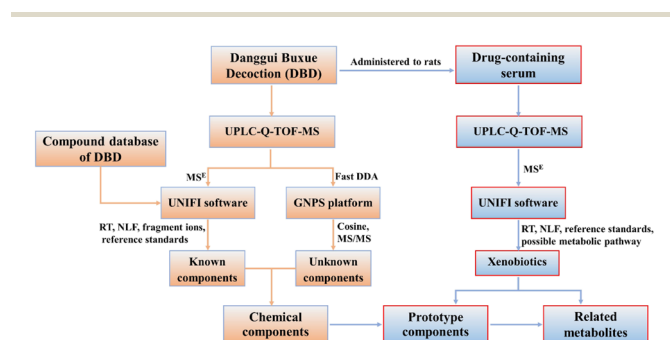 Danggui Buxue
Decoction (DBD)
Administered to rats
Drug-containing
serum
UPLC-Q-TOF-MS
UPLC-Q-TOF-MS
Compound database
of DBD
MSᴱ
Fast DDA
MSᴱ
UNIFI software
GNPS platform
UNIFI software
RT, NLF, fragment ions,
reference standards
Cosine,
MS/MS
RT, NLF, reference standards,
possible metabolic pathway
Known
components
Unknown
components
Xenobiotics
Chemical
components
Prototype
components
Related
metabolites